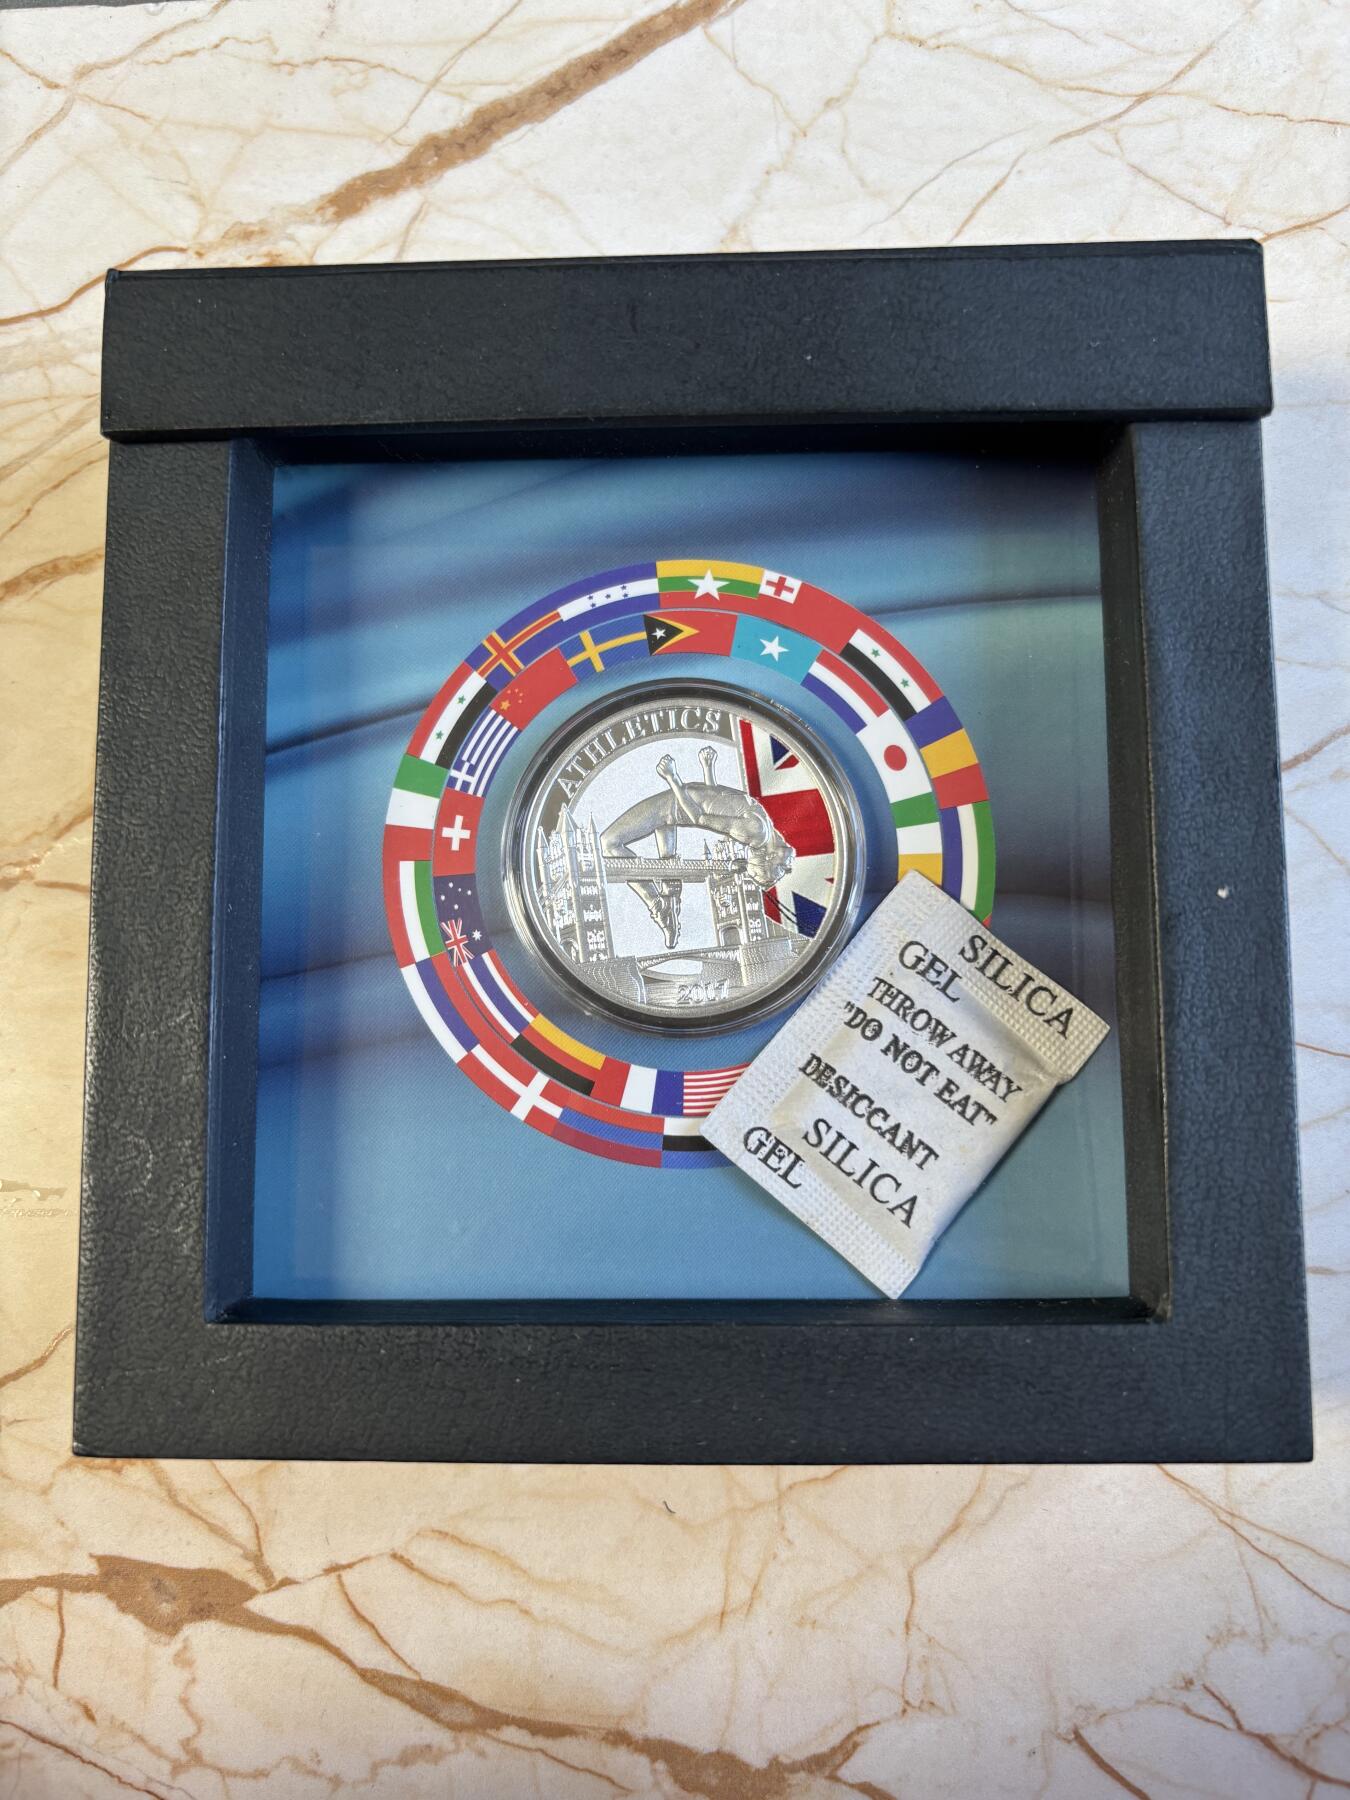 ATHLETICS
2017
SILICA
GEL
THROW AWAY
"DO NOT EAT"
DESICCANT
SILICA
GEL